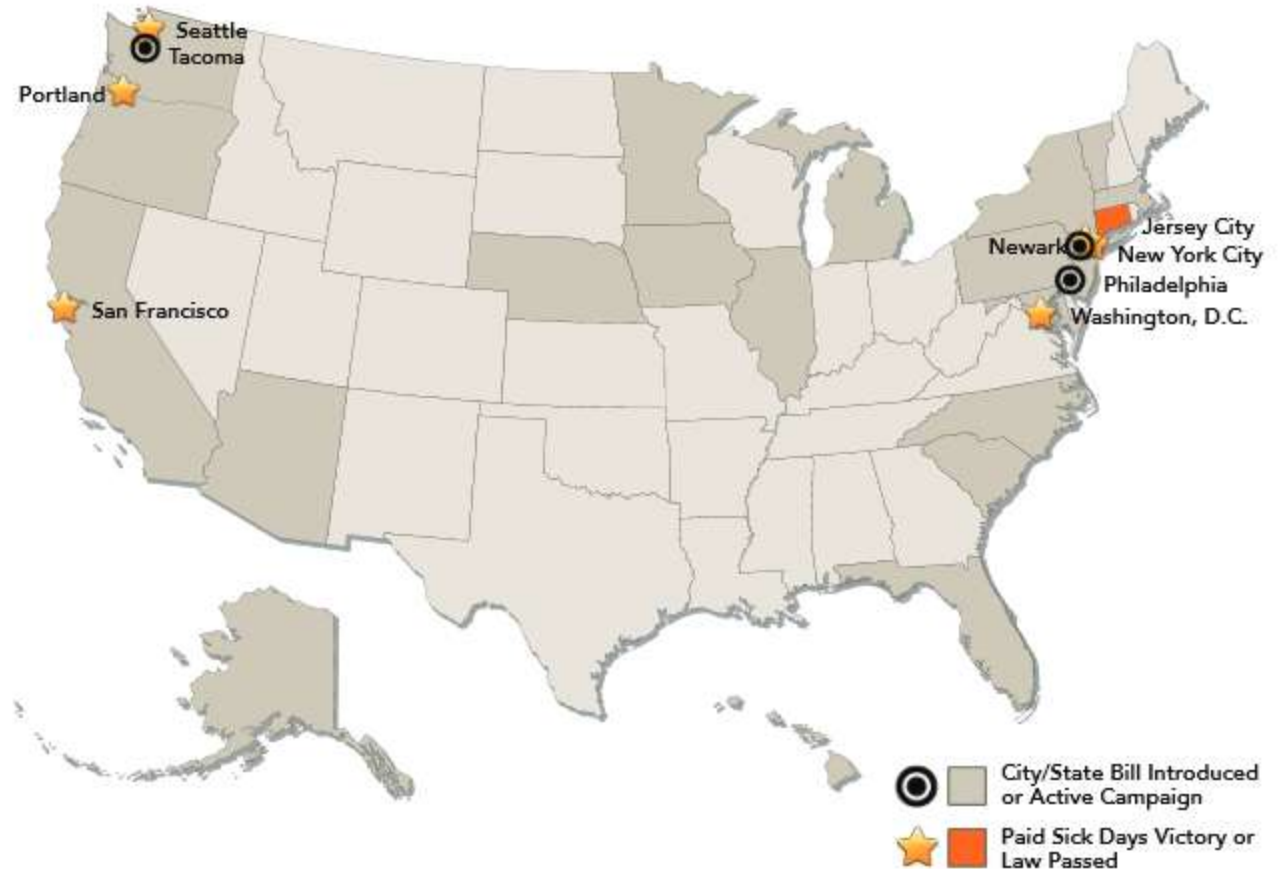 Seattle
Tacoma
Portland
San Francisco
Jersey City
Newark
New York City
Philadelphia
Washington, D.C.
City/State Bill Introduced
or Active Campaign
Paid Sick Days Victory or
Law Passed